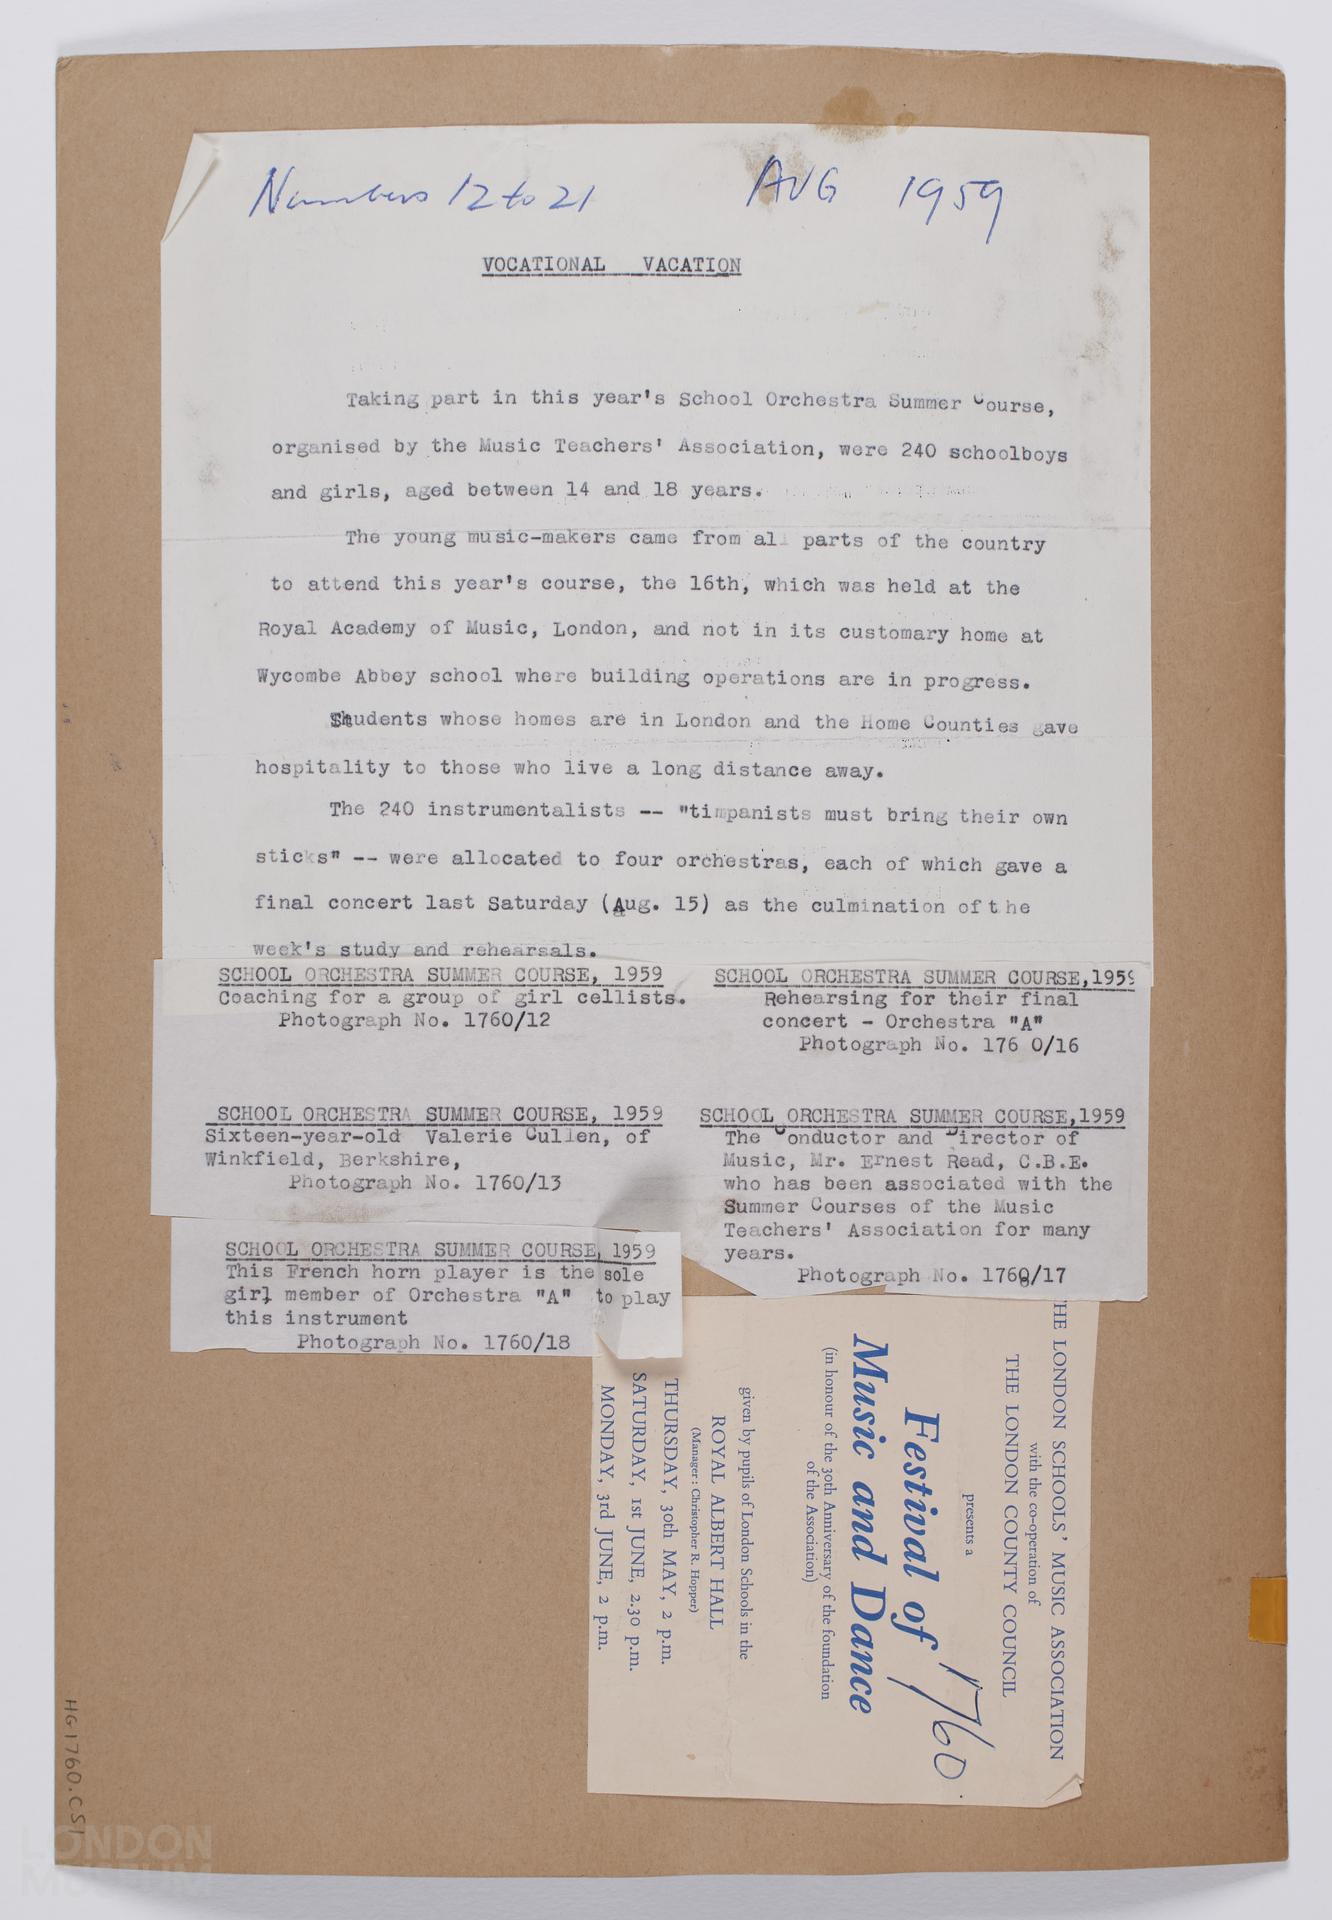 Numbers 12 to 21 AUG 1959
VOCATIONAL VACATION
Taking part in this year's School Orchestra Summer Course,
organised by the Music Teachers' Association, were 240 schoolboys
and girls, aged between 14 and 18 years.
The young music-makers came from all parts of the country
to attend this year's course, the 16th, which was held at the
Royal Academy of Music, London, and not in its customary home at
Wycombe Abbey school where building operations are in progress.
Students whose homes are in London and the Home Counties gave
hospitality to those who live a long distance away.
The 240 instrumentalists -- "timpanists must bring their own
sticks" -- were allocated to four orchestras, each of which gave a
final concert last Saturday (Aug. 15) as the culmination of the
week's study and rehearsals.
SCHOOL ORCHESTRA SUMMER COURSE, 1959
Coaching for a group of girl cellists.
Photograph No. 1760/12
SCHOOL ORCHESTRA SUMMER COURSE, 1959
Sixteen-year-old Valerie Cullen, of
Winkfield, Berkshire,
Photograph No. 1760/13
SCHOOL ORCHESTRA SUMMER COURSE, 1959
This French horn player is the sole
girl member of Orchestra "A" to play
this instrument
Photograph No. 1760/18
SCHOOL ORCHESTRA SUMMER COURSE,1959
Rehearsing for their final
concert - Orchestra "A"
Photograph No. 176 0/16
SCHOOL ORCHESTRA SUMMER COURSE,1959
The Conductor and Director of
Music, Mr. Ernest Read, C.B.E.
who has been associated with the
Summer Courses of the Music
Teachers' Association for many
years.
Photograph No. 1760/17
HE LONDON SCHOOLS' MUSIC ASSOCIATION
with the co-operation of
THE LONDON COUNTY COUNCIL
presents a
Festival of
Music and Dance
(in honour of the 30th Anniversary of the foundation
of the Association)
given by pupils of London Schools in the
ROYAL ALBERT HALL
(Manager: Christopher R. Hopper)
THURSDAY, 30th MAY, 2 p.m.
SATURDAY, 1st JUNE, 2.30 p.m.
MONDAY, 3rd JUNE, 2 p.m.
1760
HG1760.CS1
LONDON
MUSEUM